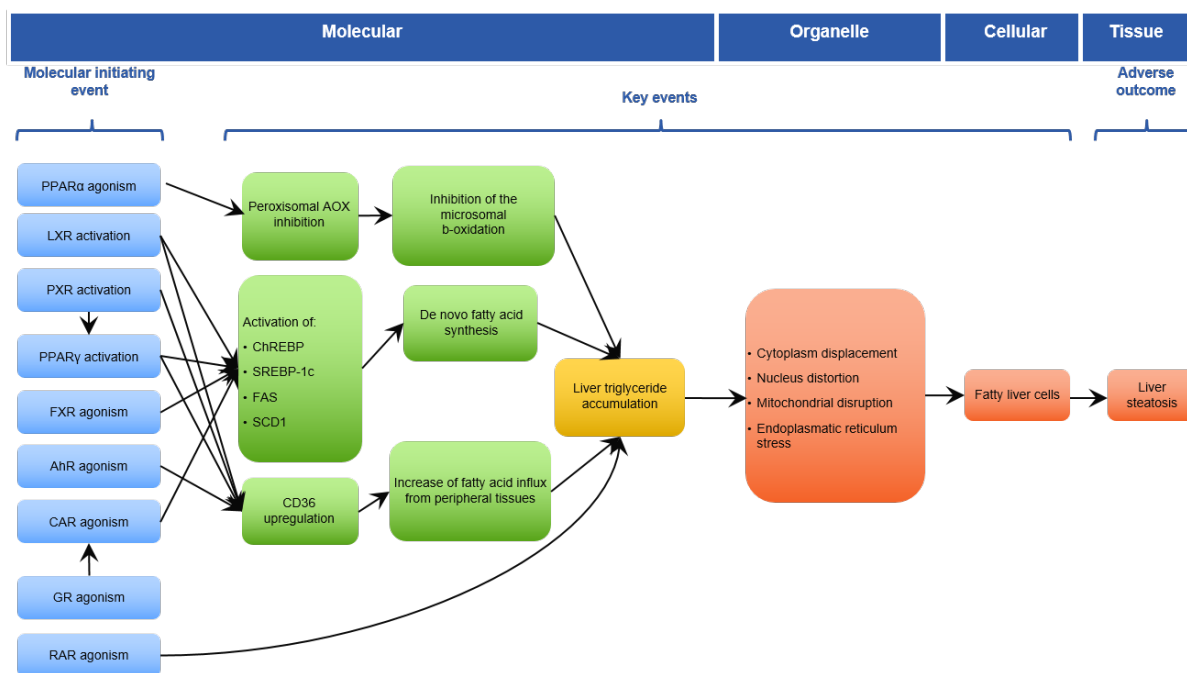 Molecular
Organelle
Cellular
Tissue
Molecular initiating
event
Key events
Adverse
outcome
PPARα agonism
LXR activation
PXR activation
PPARγ activation
FXR agonism
AhR agonism
CAR agonism
GR agonism
RAR agonism
Peroxisomal AOX
inhibition
Inhibition of the
microsomal
b-oxidation
Activation of:
• ChREBP
• SREBP-1c
• FAS
• SCD1
De novo fatty acid
synthesis
CD36
upregulation
Increase of fatty acid influx
from peripheral tissues
Liver triglyceride
accumulation
• Cytoplasm displacement
• Nucleus distortion
• Mitochondrial disruption
• Endoplasmatic reticulum
stress
Fatty liver cells
Liver
steatosis